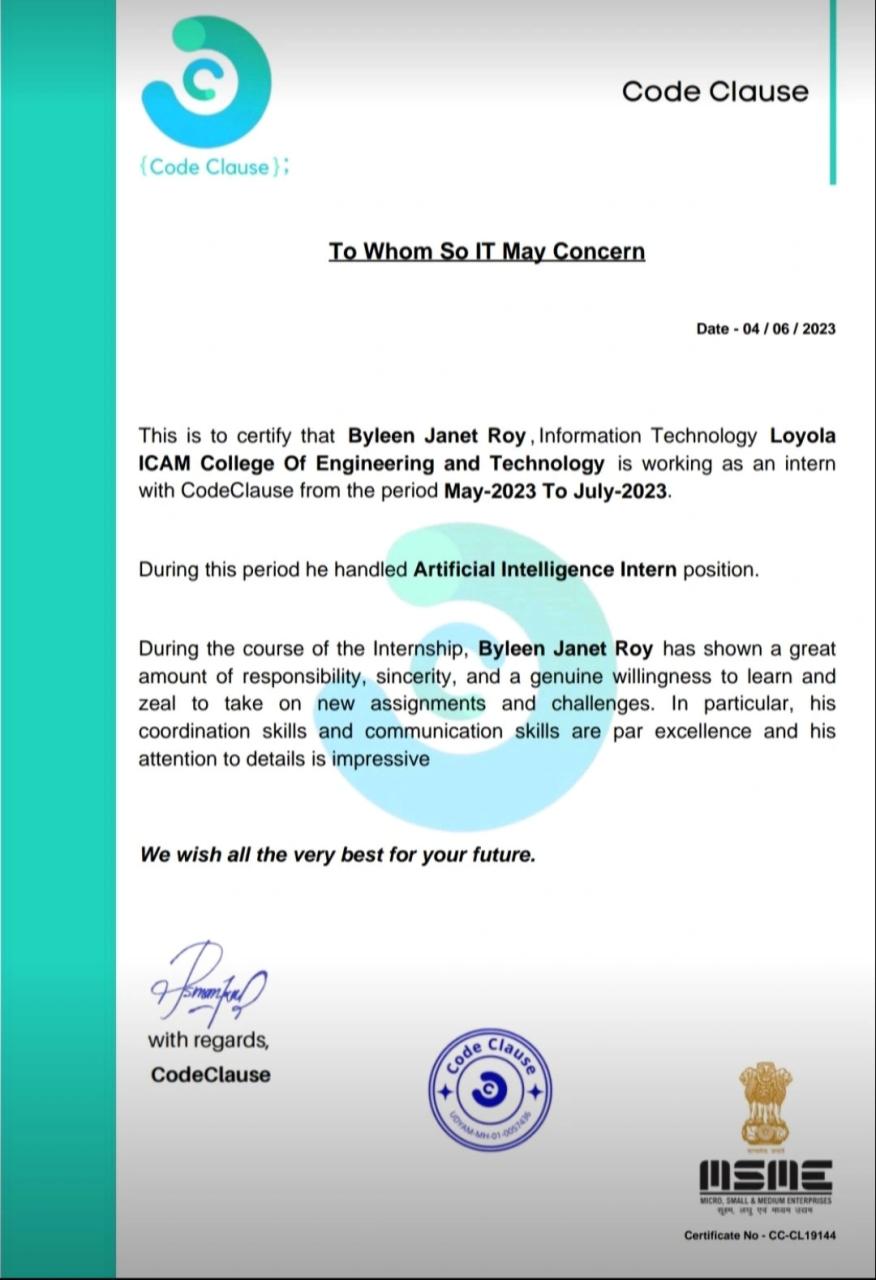 {Code Clause};
Code Clause
To Whom So IT May Concern
Date - 04 / 06 / 2023
This is to certify that Byleen Janet Roy , Information Technology Loyola
ICAM College Of Engineering and Technology is working as an intern
with CodeClause from the period May-2023 To July-2023.
During this period he handled Artificial Intelligence Intern position.
During the course of the Internship, Byleen Janet Roy has shown a great
amount of responsibility, sincerity, and a genuine willingness to learn and
zeal to take on new assignments and challenges. In particular, his
coordination skills and communication skills are par excellence and his
attention to details is impressive
We wish all the very best for your future.
with regards,
CodeClause
Code Clause
UDYAM-MH-01-0057436
MSME
MICRO, SMALL & MEDIUM ENTERPRISES
सूक्ष्म, लघु एवं मध्यम उद्यम
Certificate No - CC-CL19144